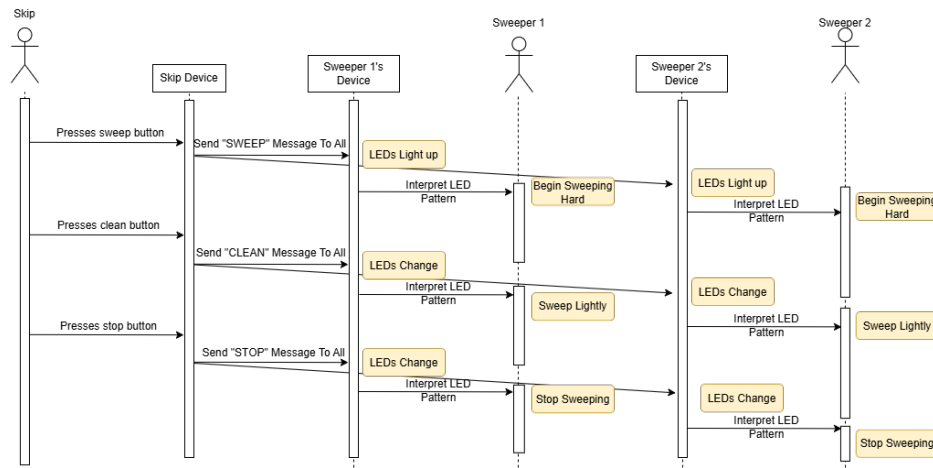 Skip
Sweeper 1
Sweeper 2
Skip Device
Sweeper 1's
Device
Sweeper 2's
Device
Presses sweep button
Send "SWEEP" Message To All
LEDs Light up
LEDs Light up
Interpret LED
Pattern
Begin Sweeping
Hard
Interpret LED
Pattern
Begin Sweeping
Hard
Presses clean button
Send "CLEAN" Message To All
LEDs Change
LEDs Change
Interpret LED
Pattern
Sweep Lightly
Interpret LED
Pattern
Sweep Lightly
Presses stop button
Send "STOP" Message To All
LEDs Change
LEDs Change
Interpret LED
Pattern
Stop Sweeping
Interpret LED
Pattern
Stop Sweeping